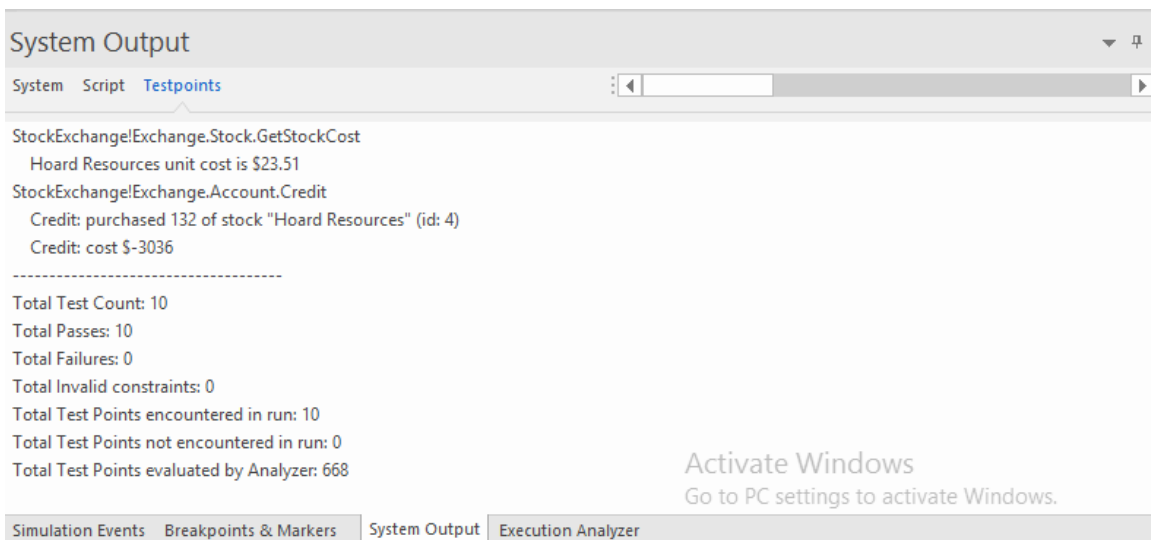 System Output
System Script Testpoints
StockExchange!Exchange.Stock.GetStockCost
Hoard Resources unit cost is $23.51
StockExchange!Exchange.Account.Credit
Credit: purchased 132 of stock "Hoard Resources" (id: 4)
Credit: cost $-3036
-------------------------------------
Total Test Count: 10
Total Passes: 10
Total Failures: 0
Total Invalid constraints: 0
Total Test Points encountered in run: 10
Total Test Points not encountered in run: 0
Total Test Points evaluated by Analyzer: 668
Activate Windows
Go to PC settings to activate Windows.
Simulation Events Breakpoints & Markers System Output Execution Analyzer